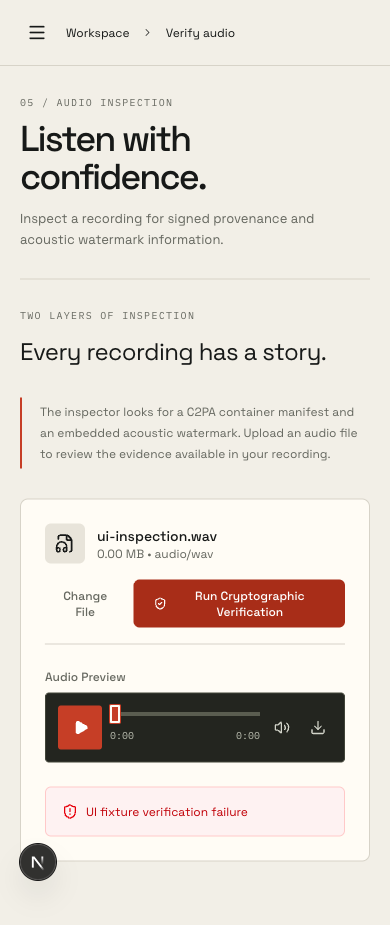 Workspace > Verify audio
05 / AUDIO INSPECTION
Listen with
confidence.
Inspect a recording for signed provenance and
acoustic watermark information.
TWO LAYERS OF INSPECTION
Every recording has a story.
The inspector looks for a C2PA container manifest and
an embedded acoustic watermark. Upload an audio file
to review the evidence available in your recording.
ui-inspection.wav
0.00 MB • audio/wav
Change
File
Run Cryptographic
Verification
Audio Preview
0:00
0:00
UI fixture verification failure
N